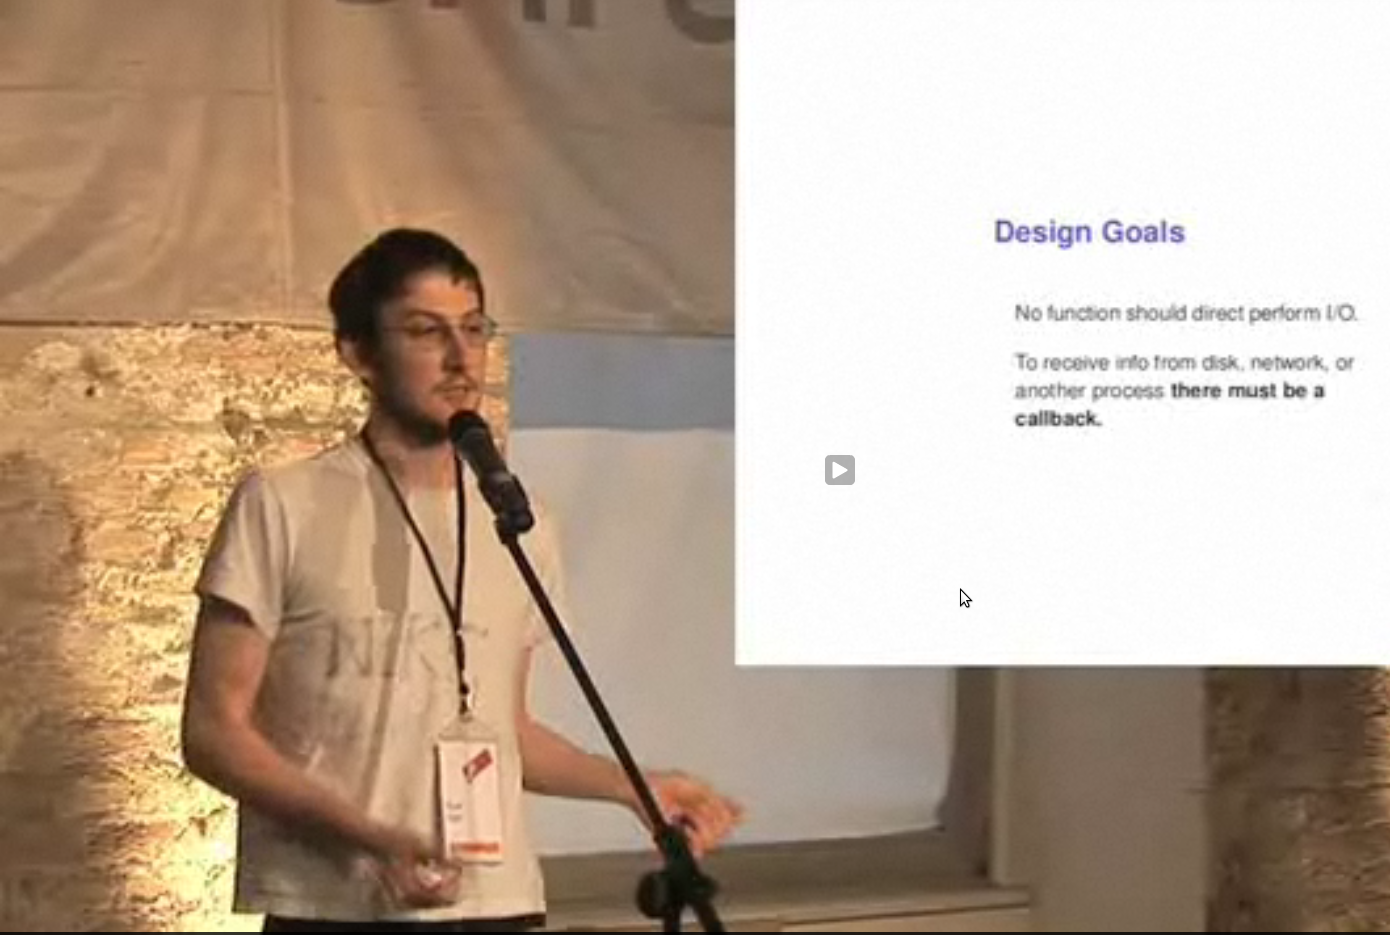 Design Goals
No function should direct perform I/O.
To receive info from disk, network, or
another process there must be a
callback.